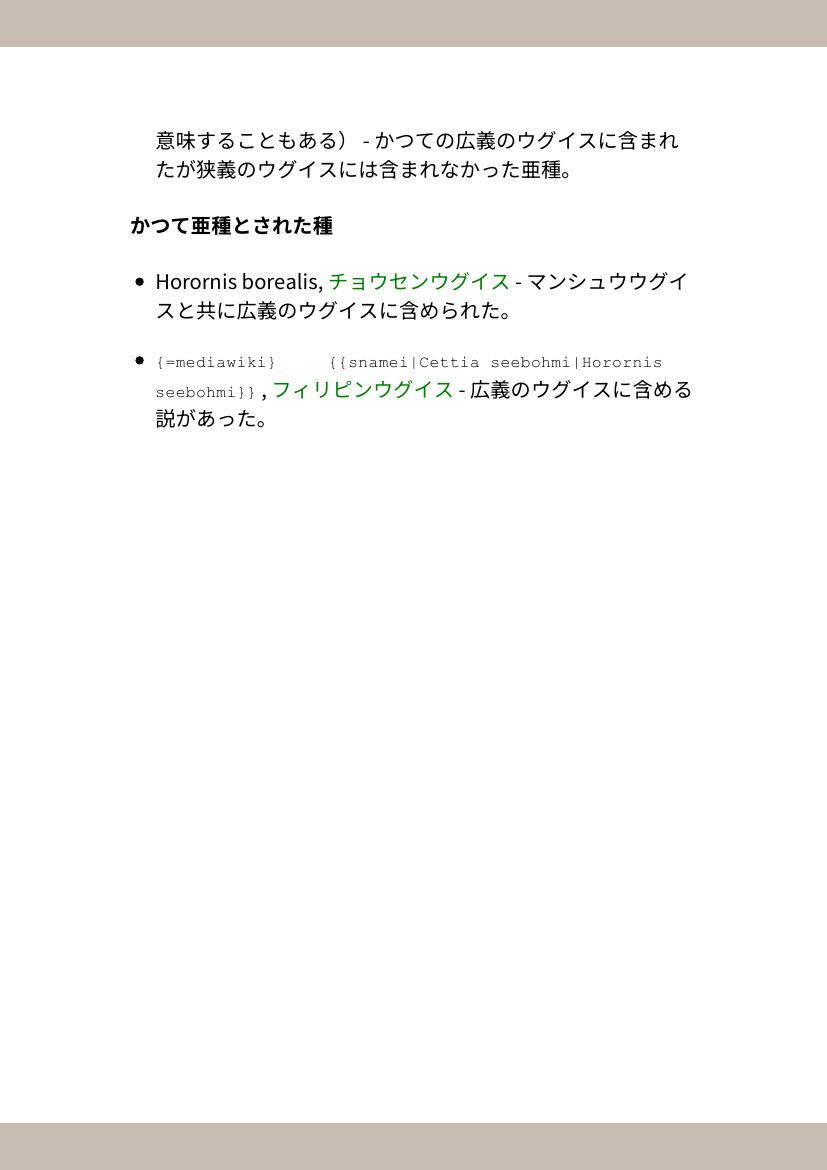 意味することもある） - かつての広義のウグイスに含まれ
たが狭義のウグイスには含まれなかった亜種。
かつて亜種とされた種
• Horornis borealis, チョウセンウグイス - マンシュウウグイ
スと共に広義のウグイスに含められた。
• {=mediawiki} {{snamei|Cettia seebohmi|Horornis
seebohmi}} , フィリピンウグイス - 広義のウグイスに含める
説があった。